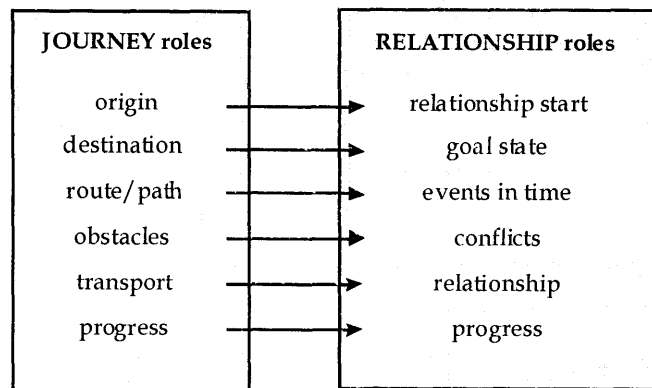 JOURNEY roles RELATIONSHIP roles
origin relationship start
destination goal state
route/path events in time
obstacles conflicts
transport relationship
progress progress